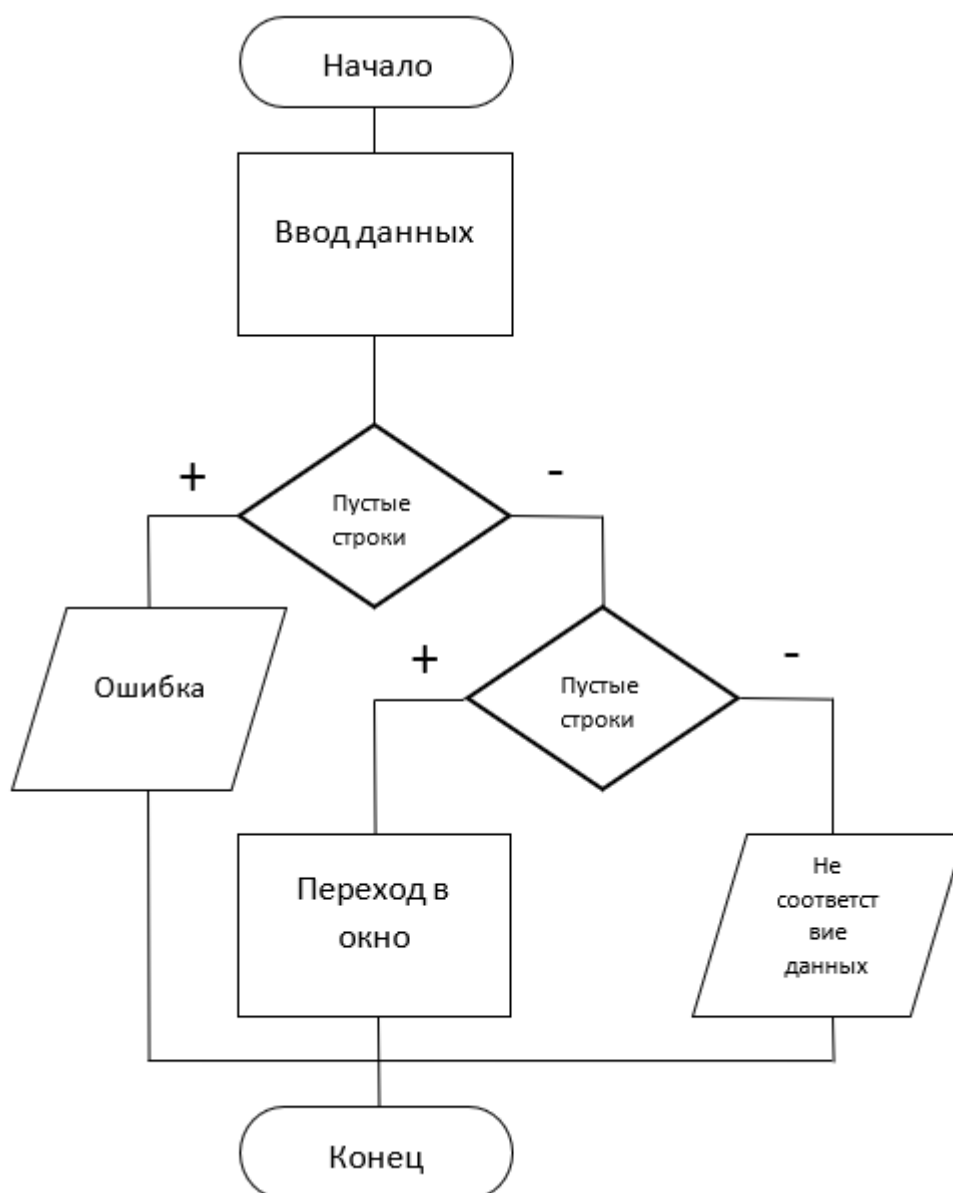 Начало
Ввод данных
+
-
Пустые
строки
+
-
Ошибка
Пустые
строки
Переход в
окно
Не
соответст
вие
данных
Конец